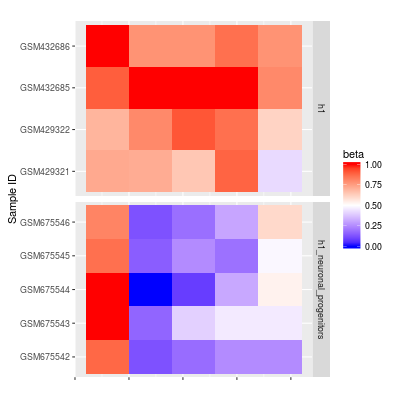 GSM432686
GSM432685
GSM429322
GSM429321
h1
Sample ID
GSM675546
GSM675545
GSM675544
GSM675543
GSM675542
h1_neuronal_progenitors
beta
1.00
0.75
0.50
0.25
0.00